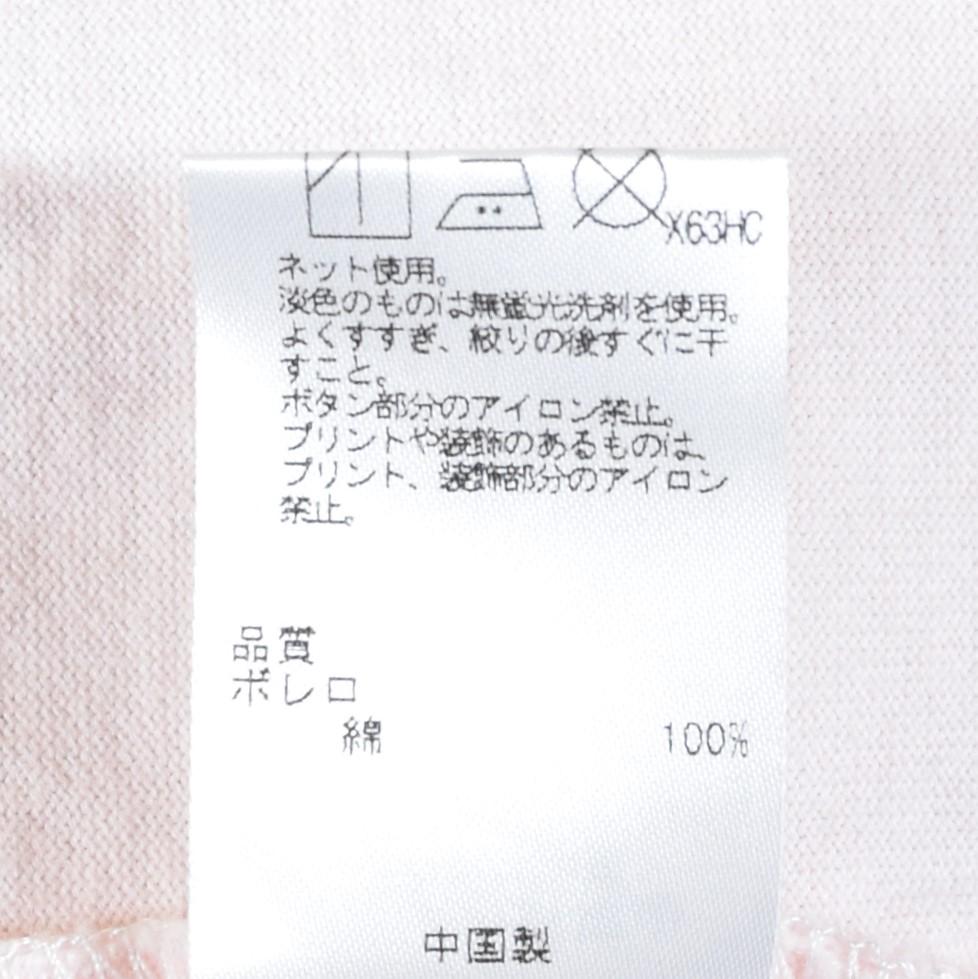 X63HC
ネット使用。
淡色のものは無蛍光洗剤を使用。
よくすすぎ、絞りの後すぐに干
すこと。
ボタン部分のアイロン禁止。
プリントや装飾のあるものは、
プリント、装飾部分のアイロン
禁止。
品質
ボレロ
綿 100%
中国製